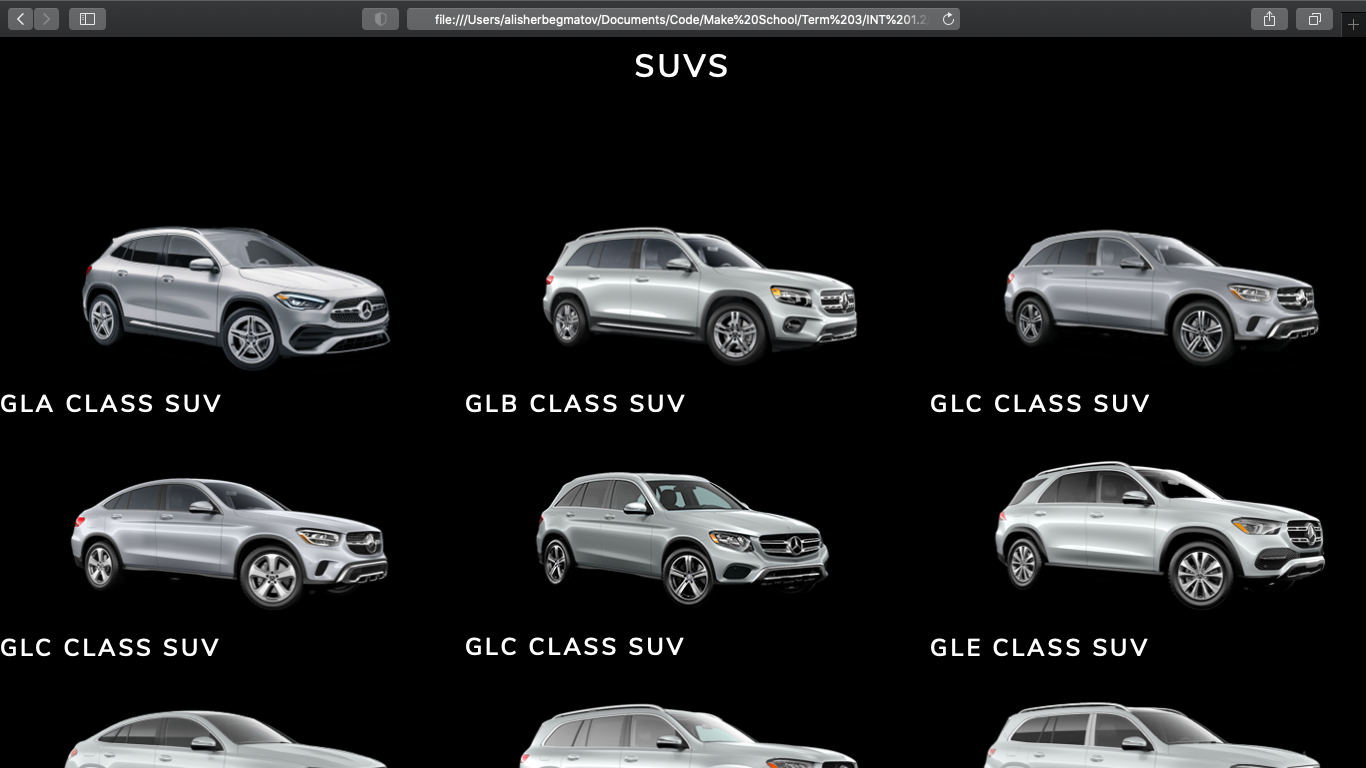 file:///Users/alisherbegmatov/Documents/Code/Make%20School/Term%203/INT%201.2
SUVS
GLA CLASS SUV
GLB CLASS SUV
GLC CLASS SUV
GLC CLASS SUV
GLC CLASS SUV
GLE CLASS SUV